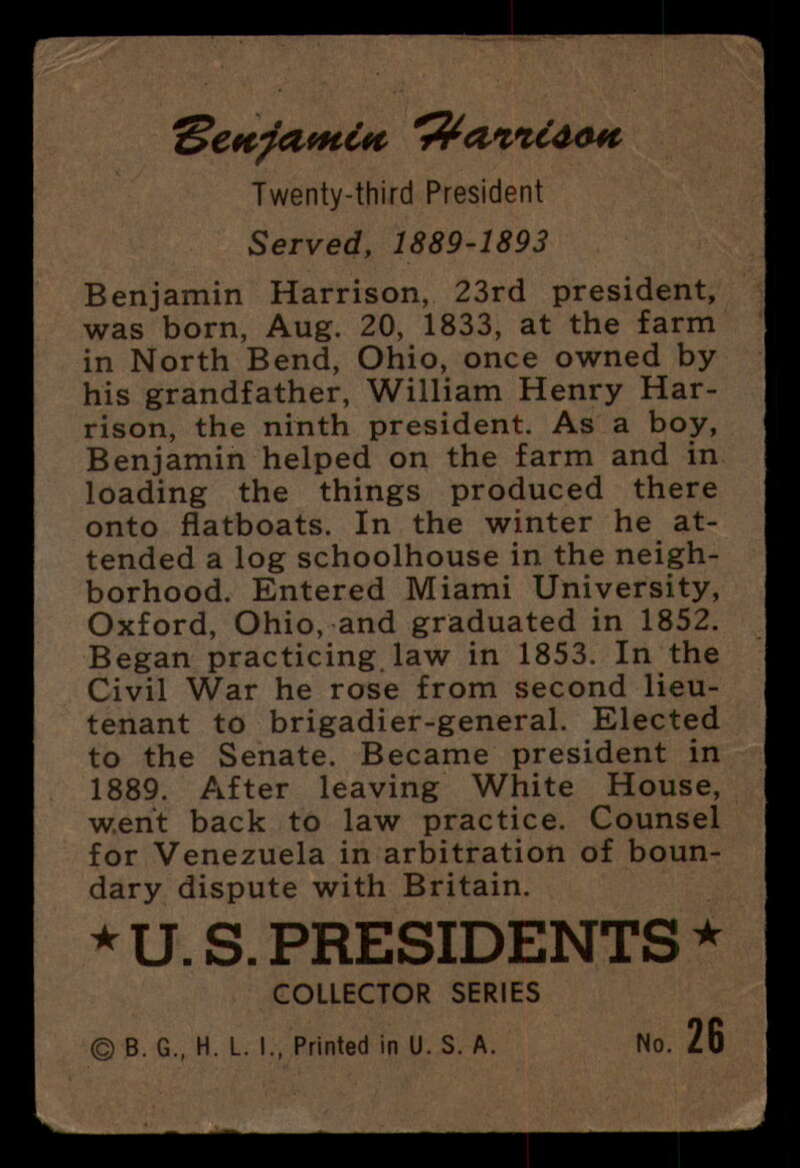 Benjamin Harrison
Twenty-third President
Served, 1889-1893
Benjamin Harrison, 23rd president,
was born, Aug. 20, 1833, at the farm
in North Bend, Ohio, once owned by
his grandfather, William Henry Har-
rison, the ninth president. As a boy,
Benjamin helped on the farm and in
loading the things produced there
onto flatboats. In the winter he at-
tended a log schoolhouse in the neigh-
borhood. Entered Miami University,
Oxford, Ohio, and graduated in 1852.
Began practicing law in 1853. In the
Civil War he rose from second lieu-
tenant to brigadier-general. Elected
to the Senate. Became president in
1889. After leaving White House,
went back to law practice. Counsel
for Venezuela in arbitration of boun-
dary dispute with Britain.
★ U.S. PRESIDENTS ★
COLLECTOR SERIES
© B. G., H. L. I., Printed in U. S. A. No. 26